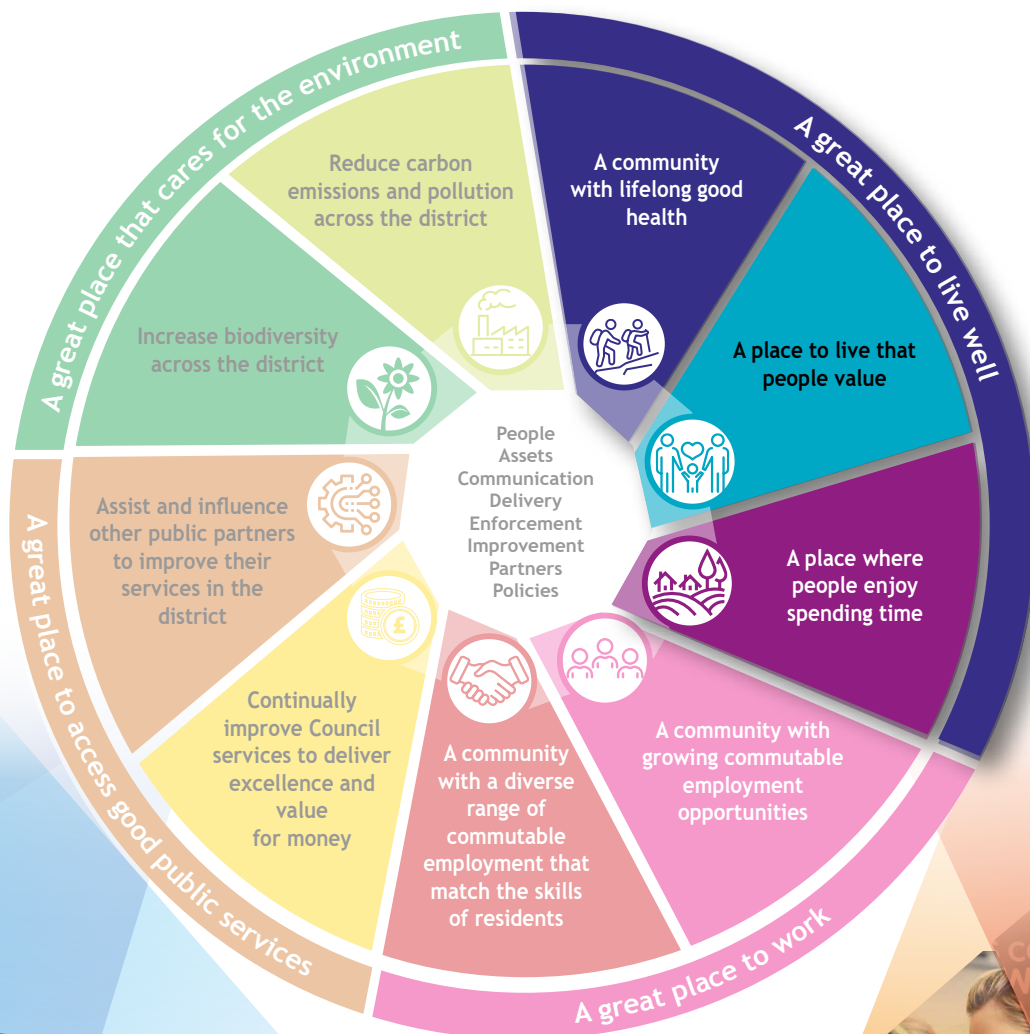 A great place that cares for the environment
Reduce carbon
emissions and pollution
across the district
Increase biodiversity
across the district
A great place to live well
A community
with lifelong good
health
A place to live that
people value
A place where
people enjoy
spending time
A great place to work
A community with
growing commutable
employment
opportunities
A community
with a diverse
range of
commutable
employment that
match the skills
of residents
A great place to access good public services
Continually
improve Council
services to deliver
excellence and
value
for money
£
Assist and influence
other public partners
to improve their
services in the
district
People
Assets
Communication
Delivery
Enforcement
Improvement
Partners
Policies